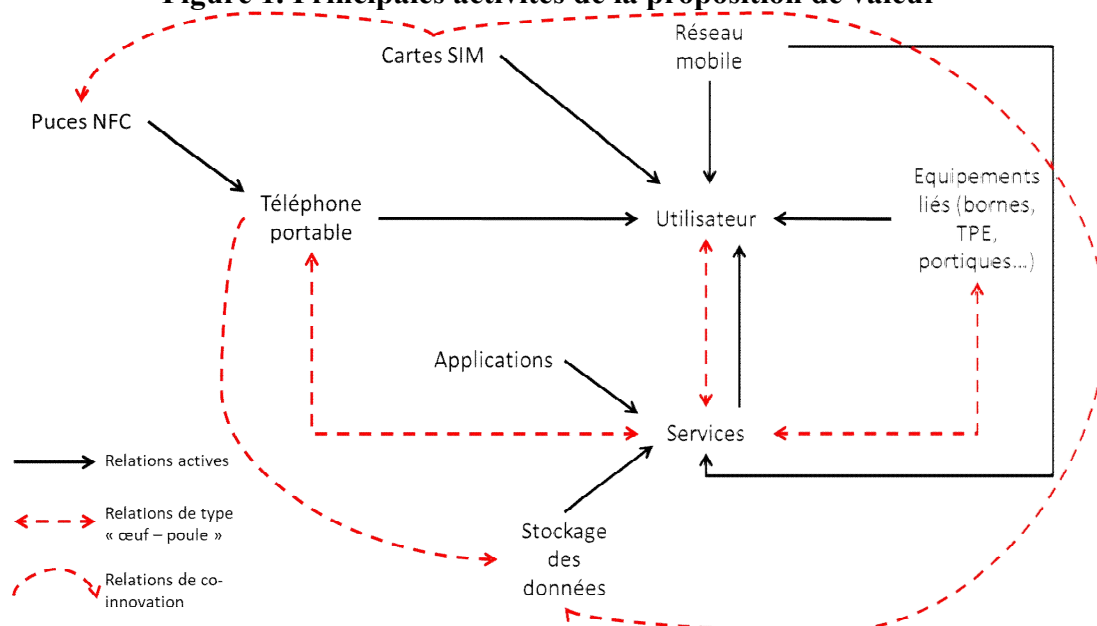 Figure 1. Principales activités de la proposition de valeur
Cartes SIM
Réseau
mobile
Puces NFC
Téléphone
portable
Utilisateur
Equipements
liés (bornes,
TPE,
portiques...)
Applications
Services
Relations actives
Relations de type
« œuf – poule »
Relations de co-
innovation
Stockage
des
données